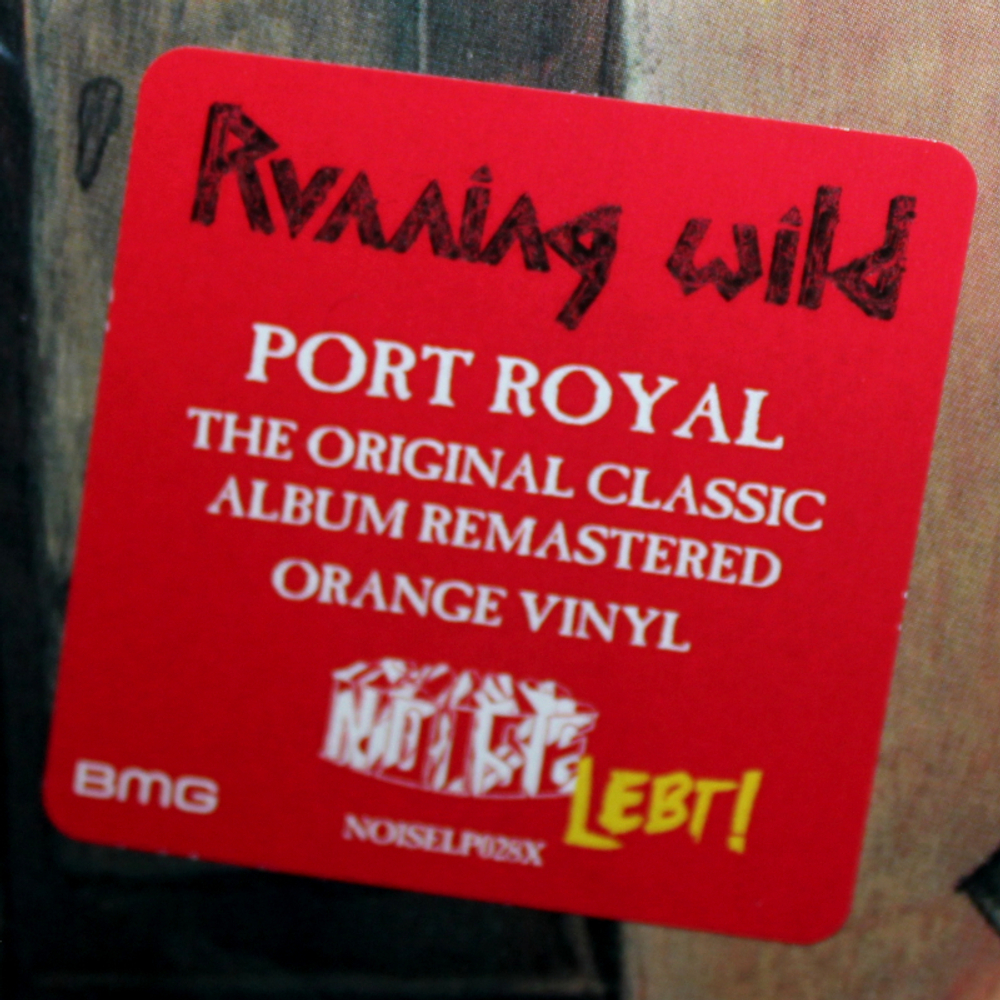 Running wild
PORT ROYAL
THE ORIGINAL CLASSIC
ALBUM REMASTERED
ORANGE VINYL
NOISE
LEBT!
BMG
NOISELP028X